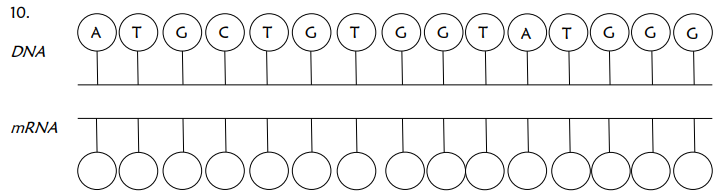 10.
A T G C T G T G G T A T G G G
DNA
mRNA